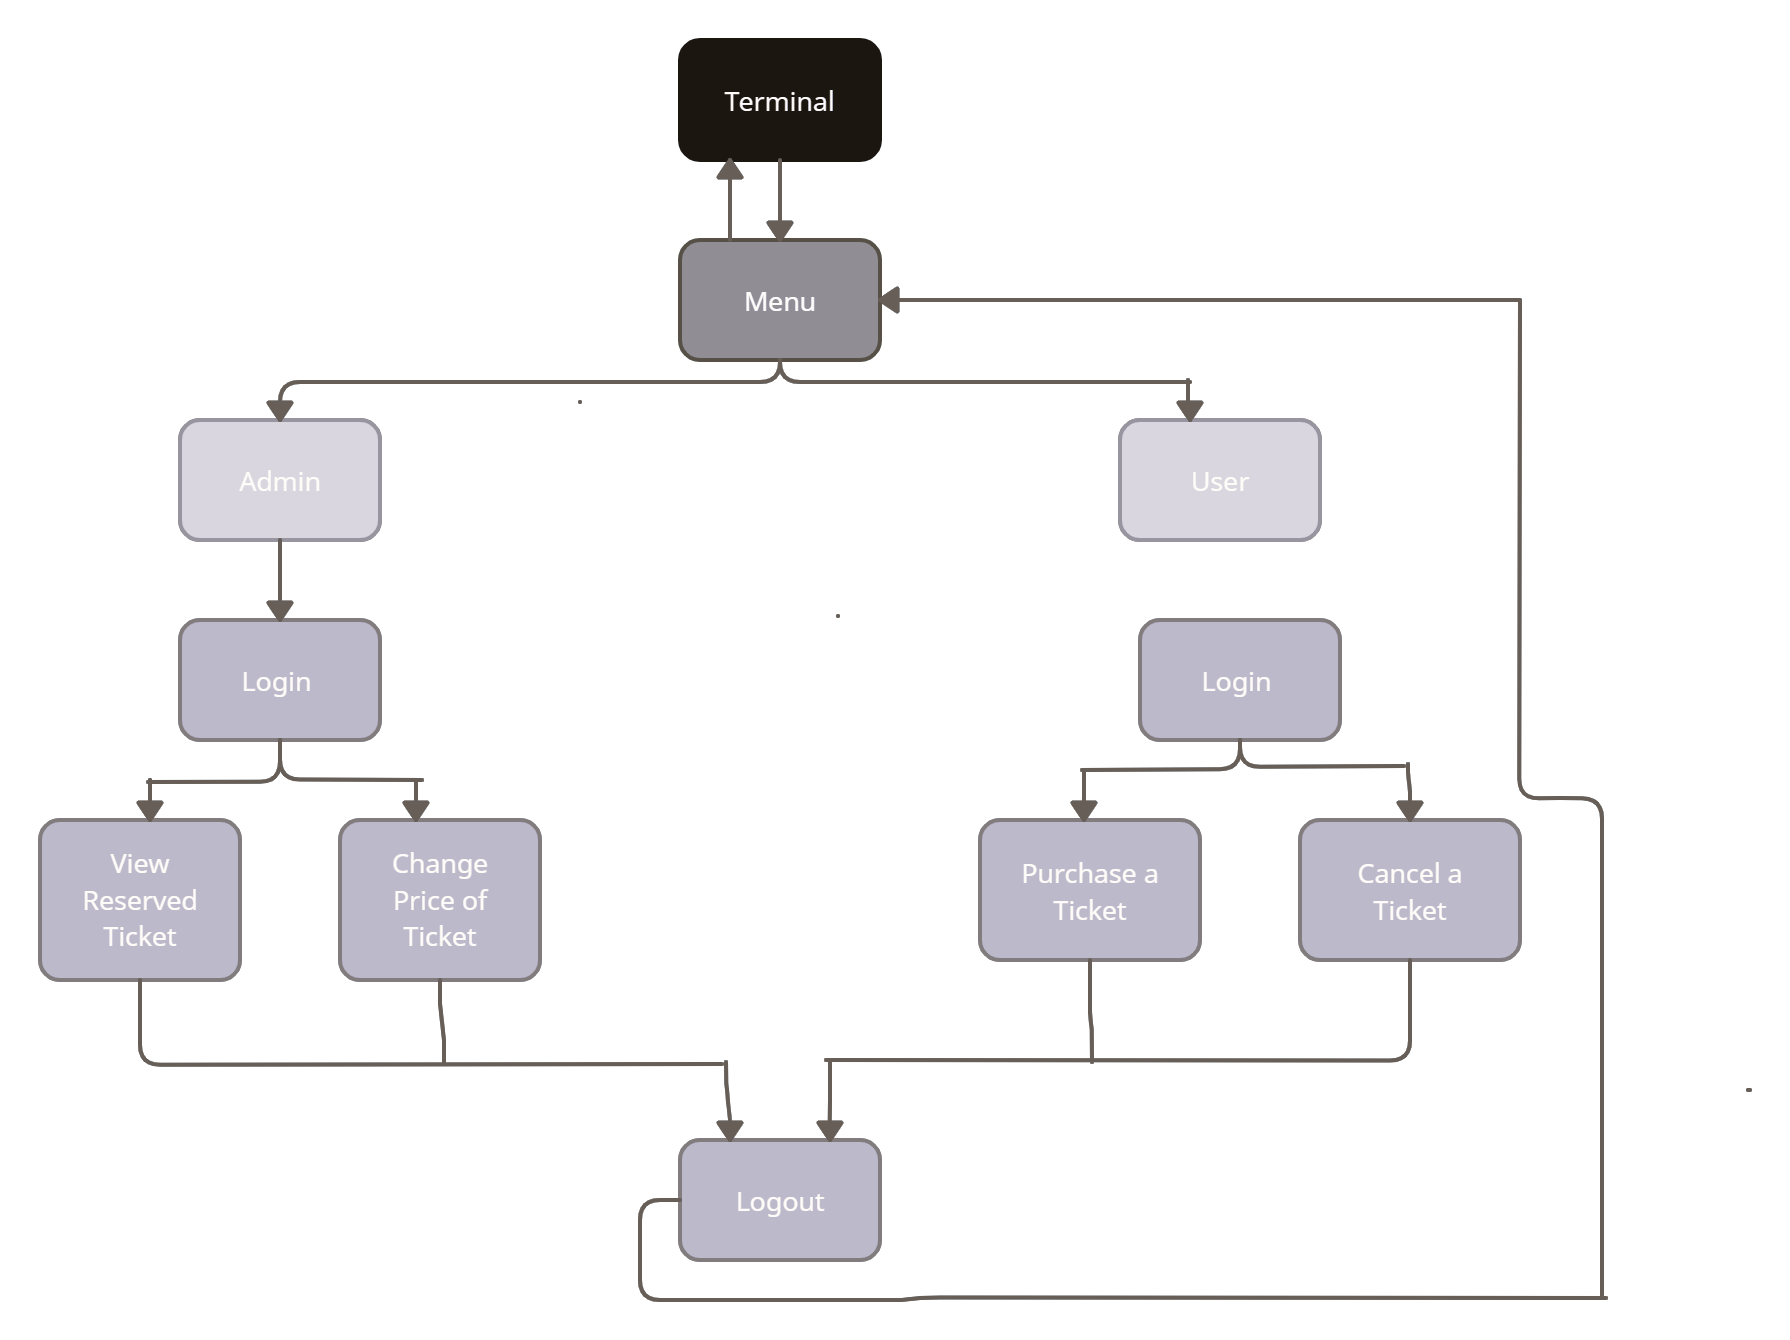 Terminal
Menu
Admin
User
Login
Login
View
Reserved
Ticket
Change
Price of
Ticket
Purchase a
Ticket
Cancel a
Ticket
Logout